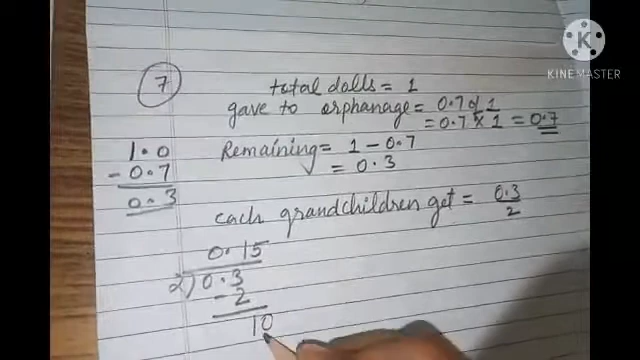 7
total dolls = 1
gave to orphanage = 0.7 of 1
= 0.7 x 1 = 0.7
Remaining = 1 - 0.7
= 0.3
1.0
- 0.7
0.3
each grandchildren get = 0.3
2
0.15
2) 0.3
- 2
10
K
KINEMASTER